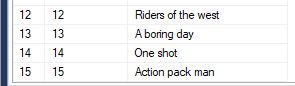 12 12 Riders of the west
13 13 A boring day
14 14 One shot
15 15 Action pack man